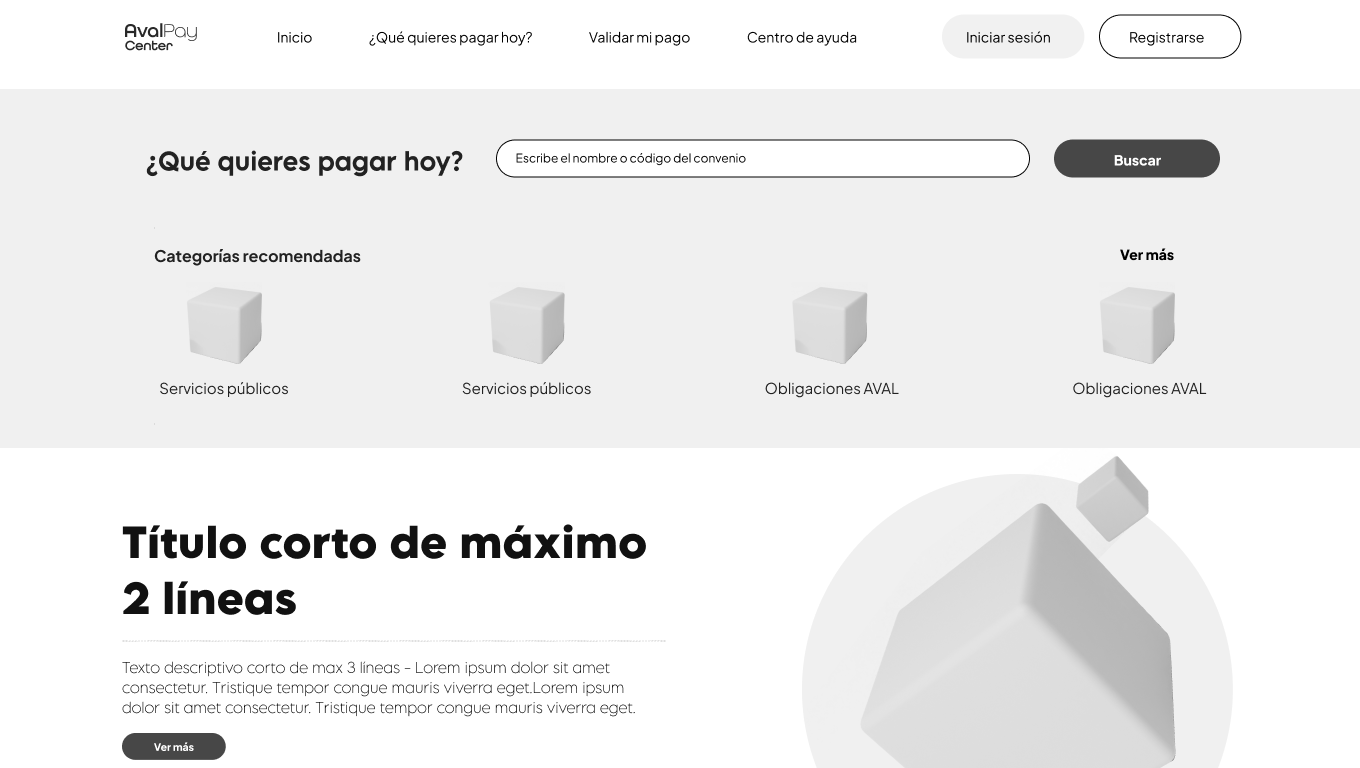 AvalPay
Center
Inicio
¿Qué quieres pagar hoy?
Validar mi pago
Centro de ayuda
Iniciar sesión
Registrarse
¿Qué quieres pagar hoy?
Escribe el nombre o código del convenio
Buscar
Categorías recomendadas
Ver más
Servicios públicos
Servicios públicos
Obligaciones AVAL
Obligaciones AVAL
Título corto de máximo
2 líneas
Texto descriptivo corto de max 3 líneas - Lorem ipsum dolor sit amet
consectetur. Tristique tempor congue mauris viverra eget.Lorem ipsum
dolor sit amet consectetur. Tristique tempor congue mauris viverra eget.
Ver más